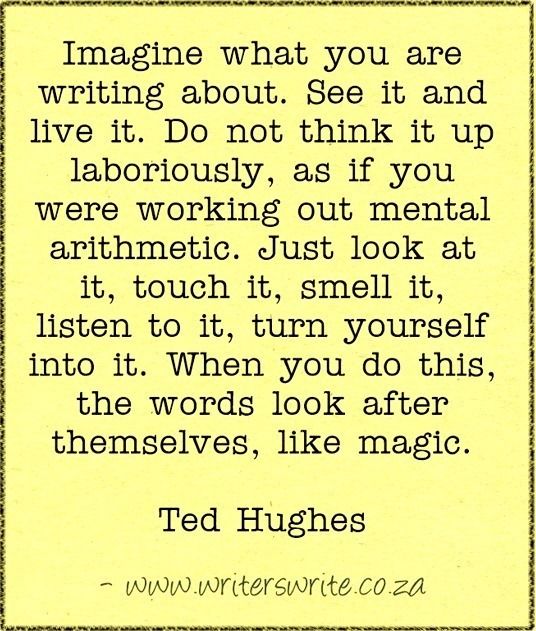 Imagine what you are
writing about. See it and
live it. Do not think it up
laboriously, as if you
were working out mental
arithmetic. Just look at
it, touch it, smell it,
listen to it, turn yourself
into it. When you do this,
the words look after
themselves, like magic.
Ted Hughes
- www.writerswrite.co.za